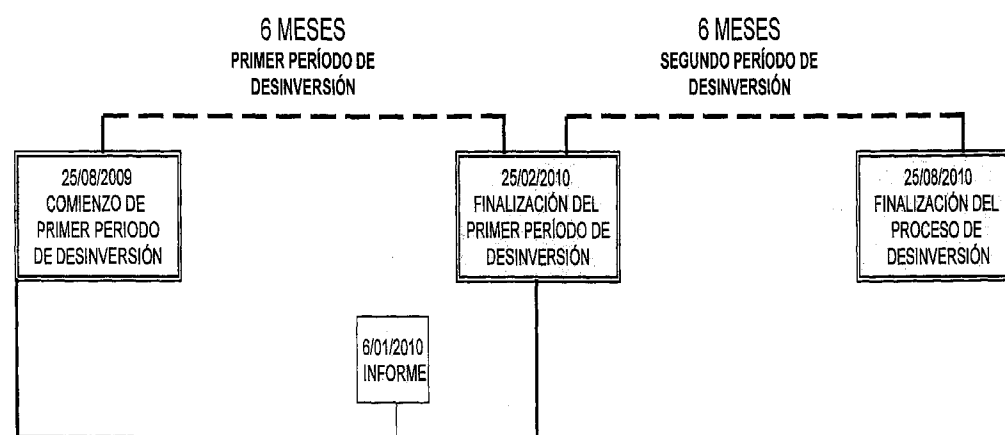 6 MESES
PRIMER PERÍODO DE
DESINVERSIÓN
6 MESES
SEGUNDO PERÍODO DE
DESINVERSIÓN
25/08/2009
COMIENZO DE
PRIMER PERIODO
DE DESINVERSIÓN
25/02/2010
FINALIZACIÓN DEL
PRIMER PERÍODO DE
DESINVERSIÓN
25/08/2010
FINALIZACIÓN DEL
PROCESO DE
DESINVERSIÓN
6/01/2010
INFORME